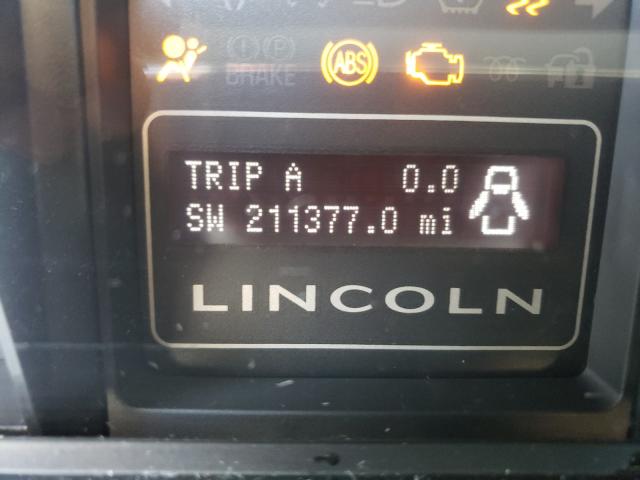 BRAKE ABS
TRIP A 0.0
SW 211377.0 mi
LINCOLN